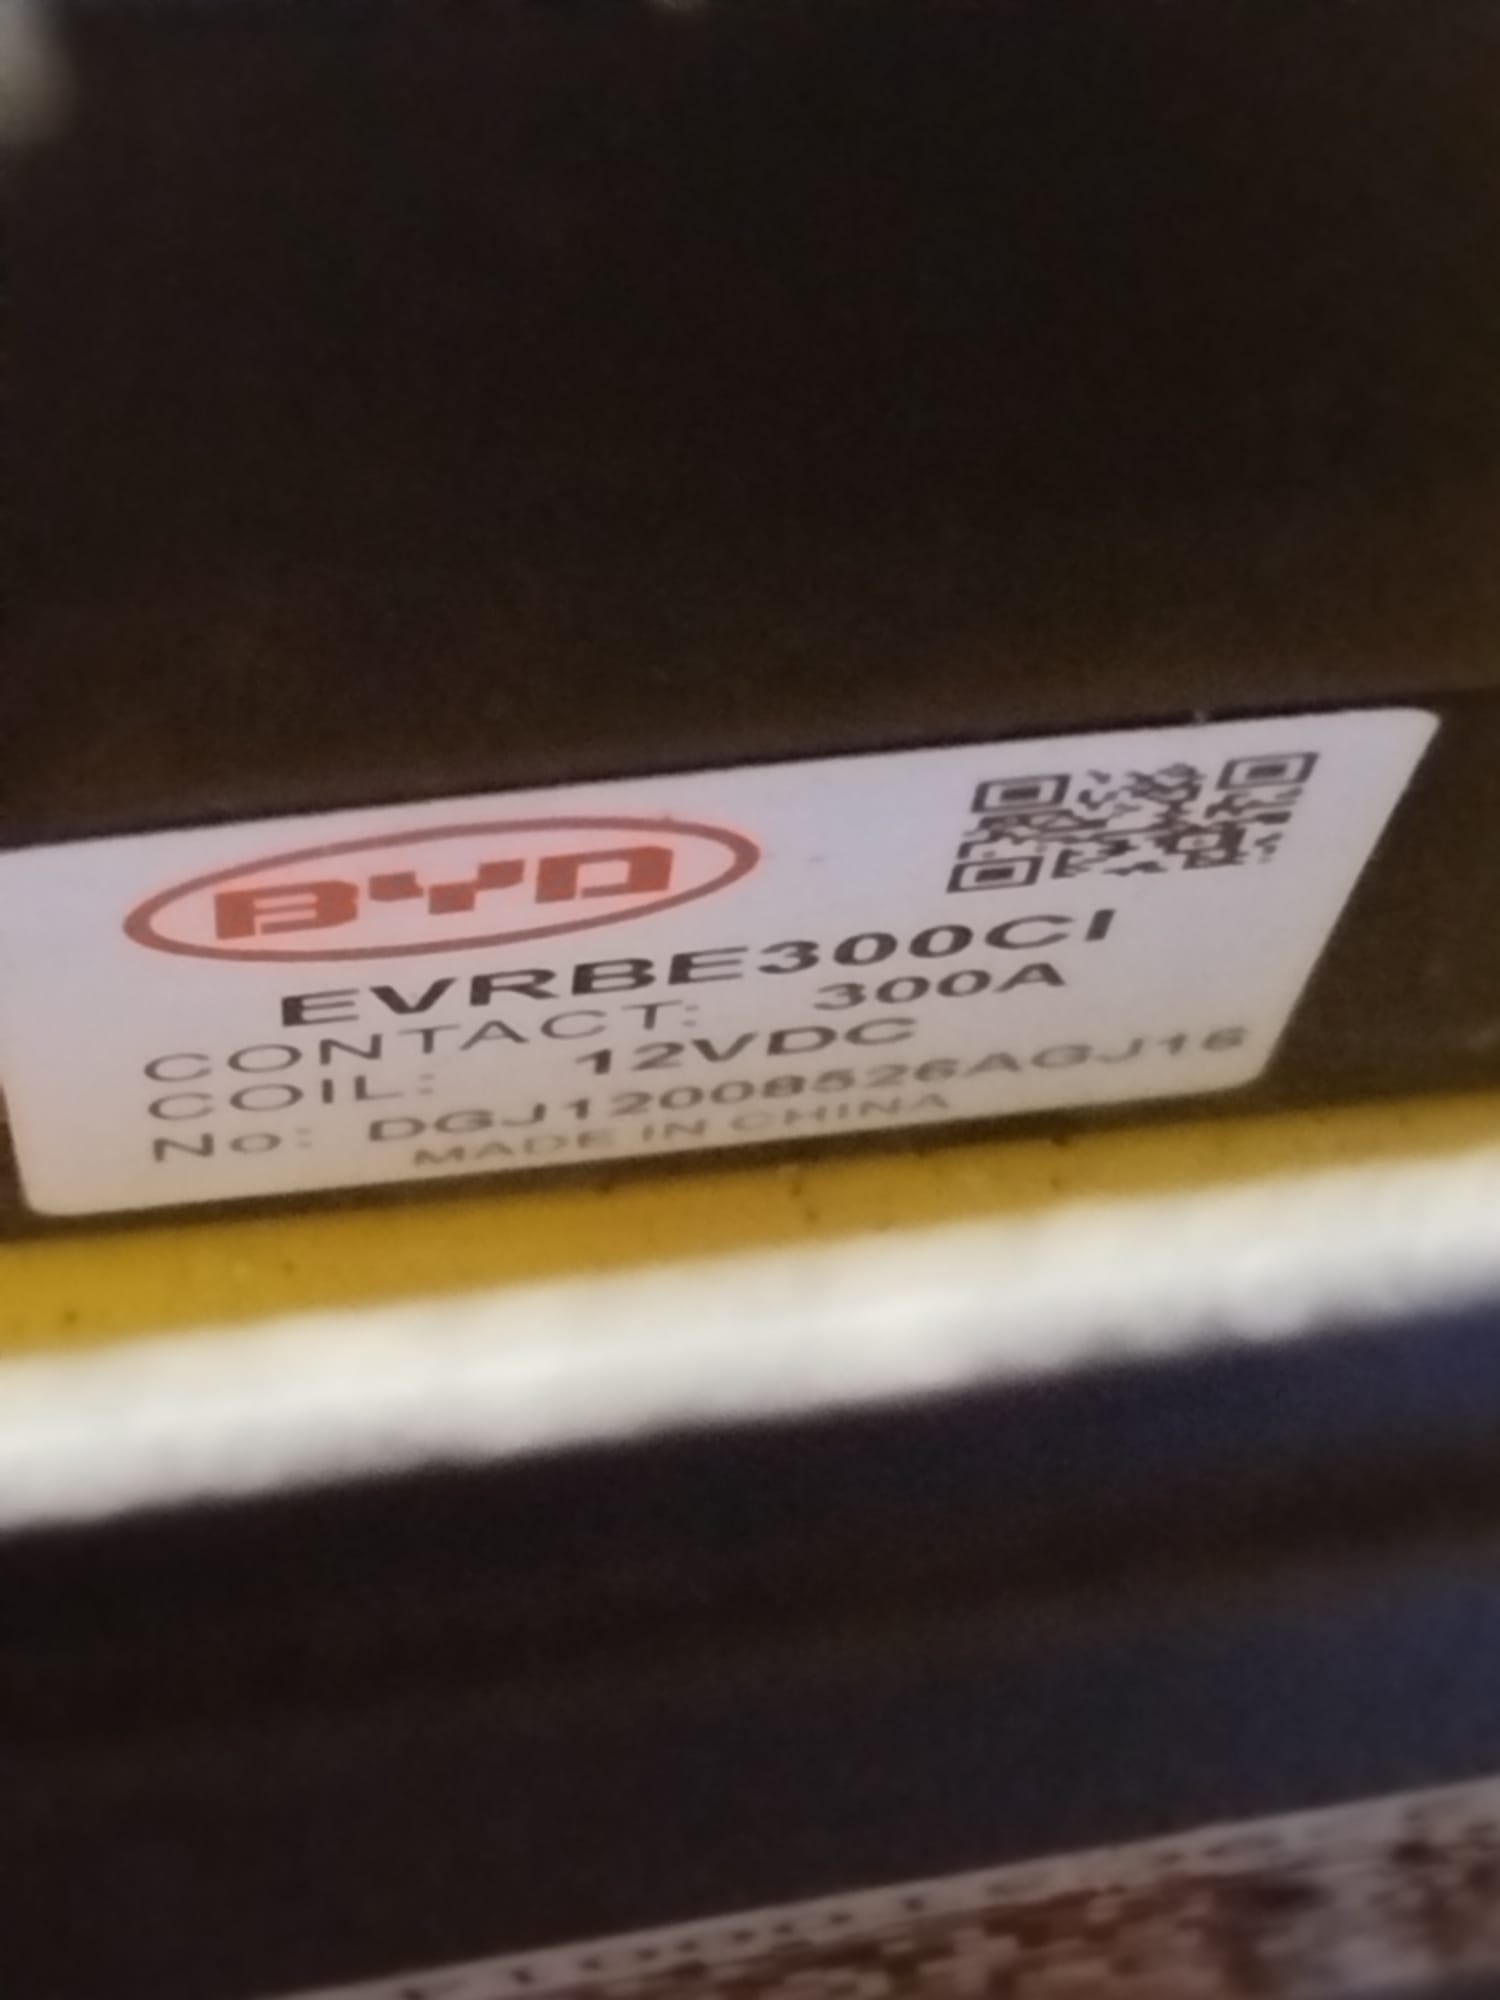 BYD
EVRBE300CI
CONTACT: 300A
COIL: 12VDC
No: DGJ12008526AGJ16
MADE IN CHINA